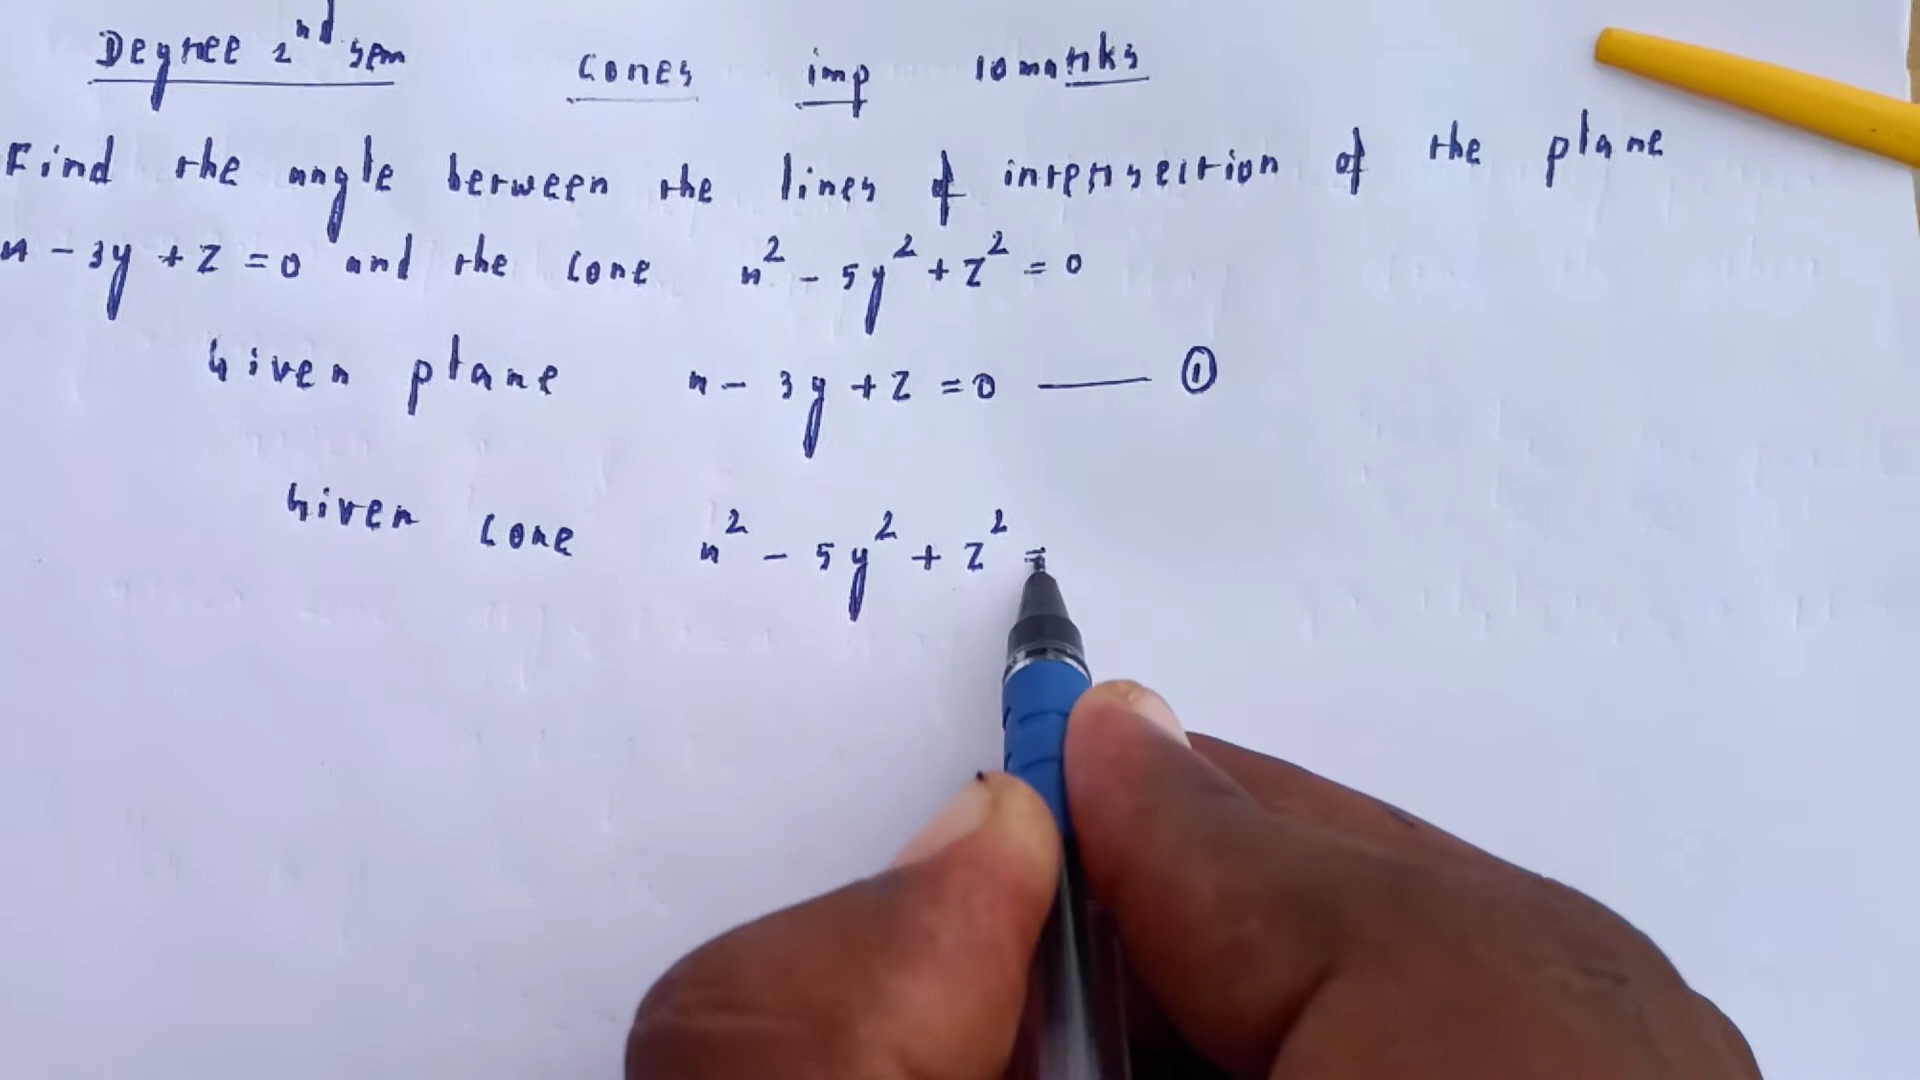 Degree 2nd sem cones imp 10 marks
Find the angle between the lines of intersection of the plane
x - 3y + z = 0 and the cone x² - 5y² + z² = 0
Given plane x - 3y + z = 0 —— ①
Given cone x² - 5y² + z² =